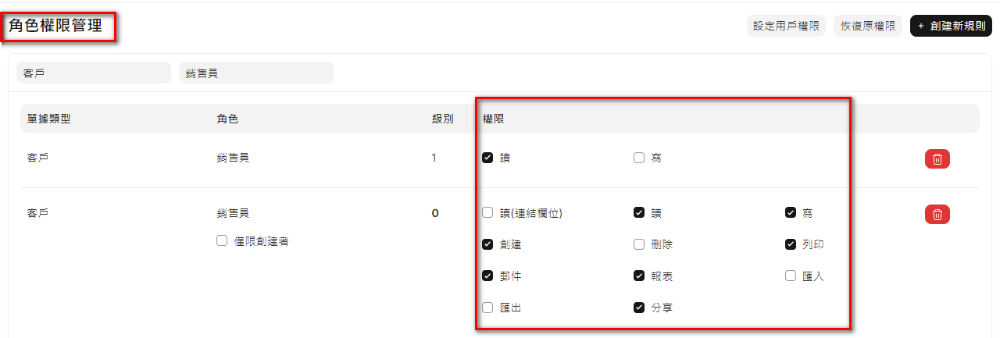 角色權限管理
設定用戶權限 恢復原權限 + 創建新規則
客戶 銷售員
單據類型 角色 級別 權限
客戶 銷售員 1 讀 寫
客戶 銷售員 0 讀(連結欄位) 讀 寫
僅限創建者
創建 刪除 列印
郵件 報表 匯入
匯出 分享